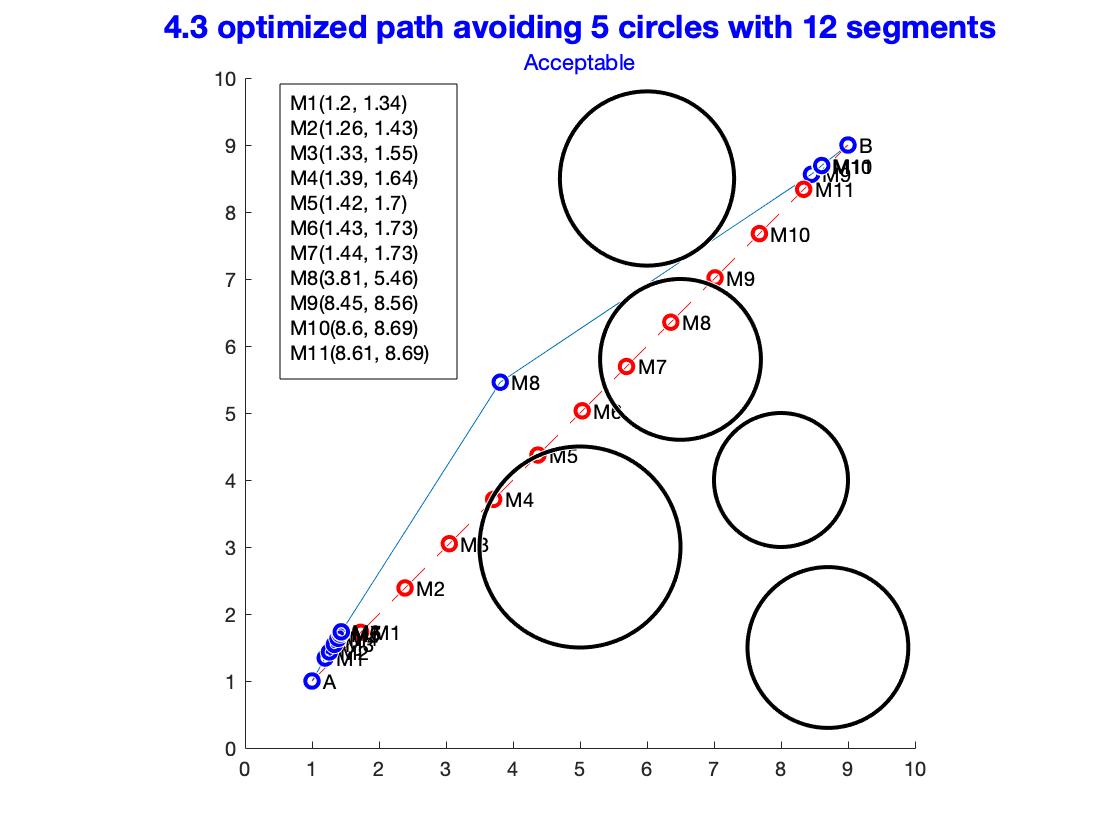 4.3 optimized path avoiding 5 circles with 12 segments
Acceptable
10
9
8
7
6
5
4
3
2
1
0
M1(1.2, 1.34)
M2(1.26, 1.43)
M3(1.33, 1.55)
M4(1.39, 1.64)
M5(1.42, 1.7)
M6(1.43, 1.73)
M7(1.44, 1.73)
M8(3.81, 5.46)
M9(8.45, 8.56)
M10(8.6, 8.69)
M11(8.61, 8.69)
B
M9
M11
M10
M9
M8
M7
M8
M6
M5
M4
M3
M2
M1
M2
M1
A
0 1 2 3 4 5 6 7 8 9 10